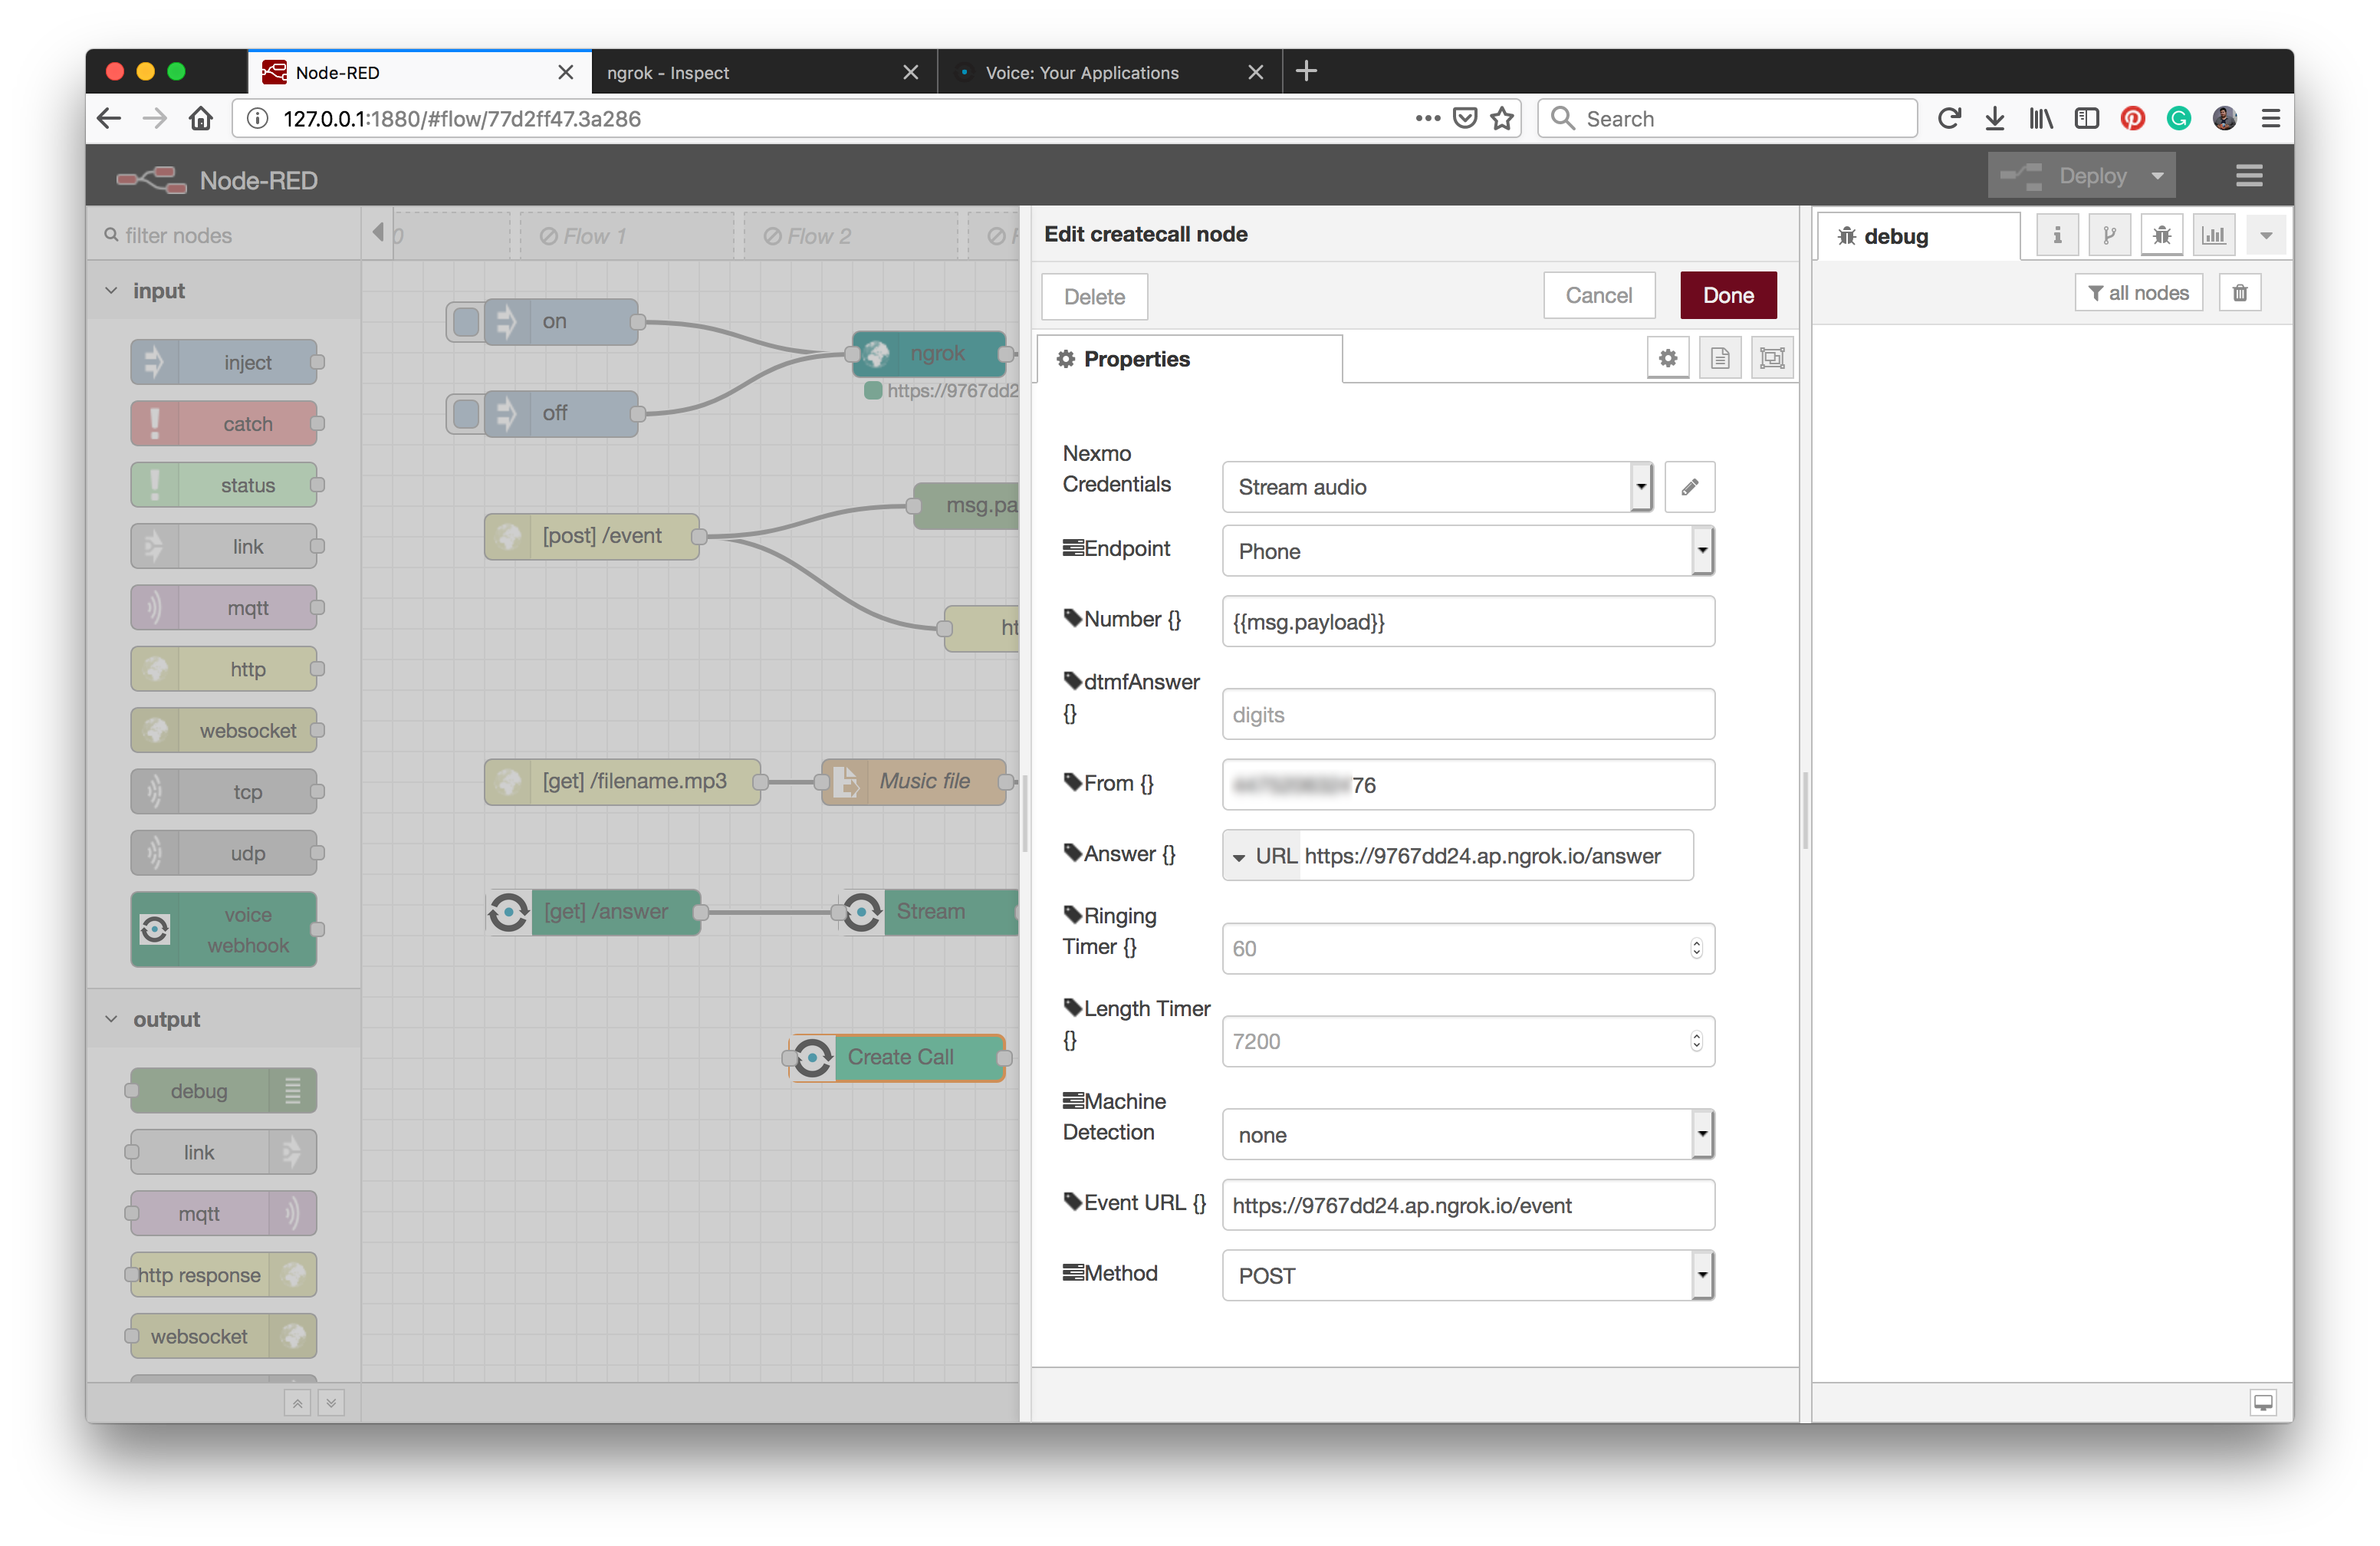 Node-RED
ngrok - Inspect
Voice: Your Applications
127.0.0.1:1880/#flow/77d2ff47.3a286
Search
Node-RED
Deploy
filter nodes
0
Flow 1
Flow 2
input
inject
catch
status
link
mqtt
http
websocket
tcp
udp
voice
webhook
output
debug
link
mqtt
http response
websocket
on
off
ngrok
https://9767dd2
[post] /event
msg.pa
ht
[get] /filename.mp3
Music file
[get] /answer
Stream
Create Call
Edit createcall node
Delete
Cancel
Done
Properties
Nexmo
Credentials
Stream audio
Endpoint
Phone
Number {}
{{msg.payload}}
dtmfAnswer
{}
digits
From {}
76
Answer {}
URL https://9767dd24.ap.ngrok.io/answer
Ringing
Timer {}
60
Length Timer
{}
7200
Machine
Detection
none
Event URL {}
https://9767dd24.ap.ngrok.io/event
Method
POST
debug
all nodes